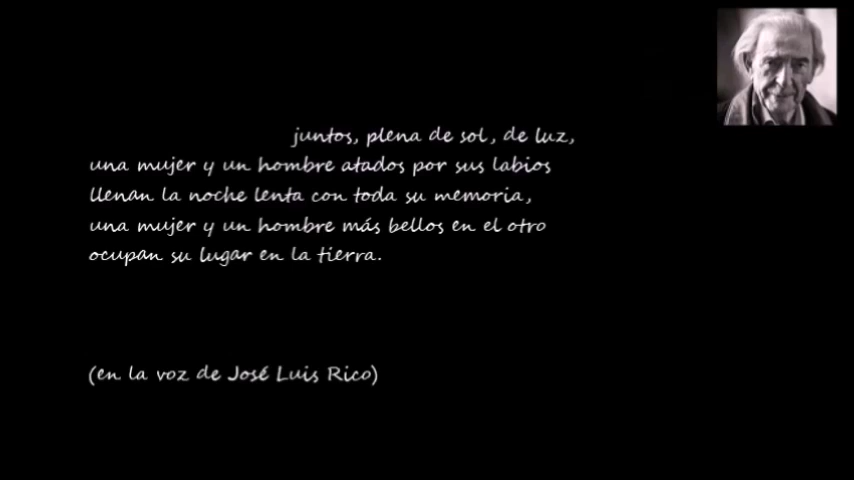 juntos, plena de sol, de luz,
una mujer y un hombre atados por sus labios
llenan la noche lenta con toda su memoria,
una mujer y un hombre más bellos en el otro
ocupan su lugar en la tierra.
(en la voz de José Luis Rico)